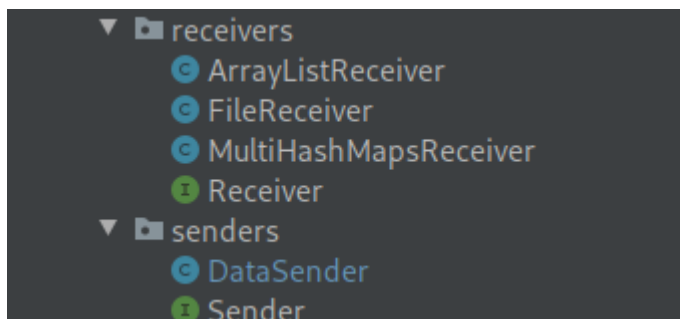 receivers
C ArrayListReceiver
C FileReceiver
C MultiHashMapsReceiver
I Receiver
senders
C DataSender
I Sender